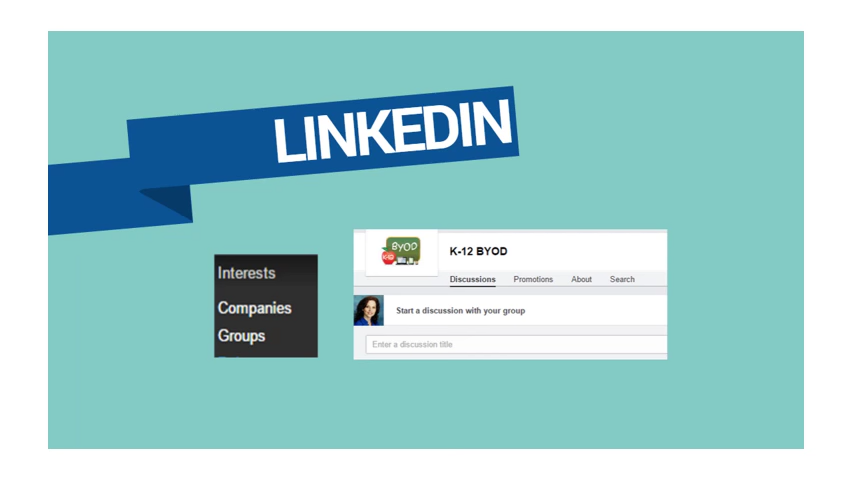 LINKEDIN
Interests
Companies
Groups
BYOD
K-12
K-12 BYOD
Discussions Promotions About Search
Start a discussion with your group
Enter a discussion title